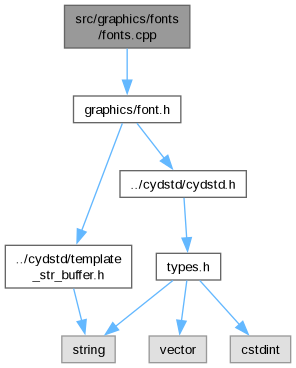 src/graphics/fonts
/fonts.cpp
graphics/font.h
../cydstd/cydstd.h
../cydstd/template
_str_buffer.h
types.h
string
vector
cstdint